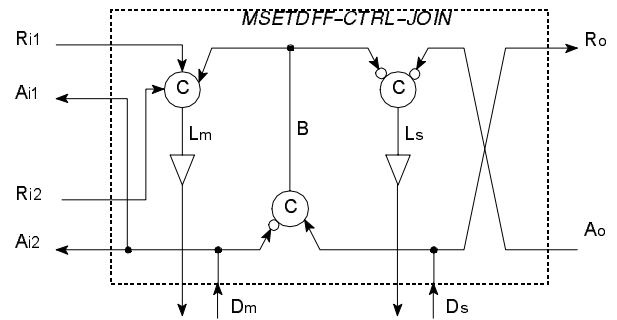 MSETDFF-CTRL-JOIN
Ri1
Ro
Ai1
C
C
Lm
B
Ls
Ri2
C
Ai2
Ao
Dm
Ds